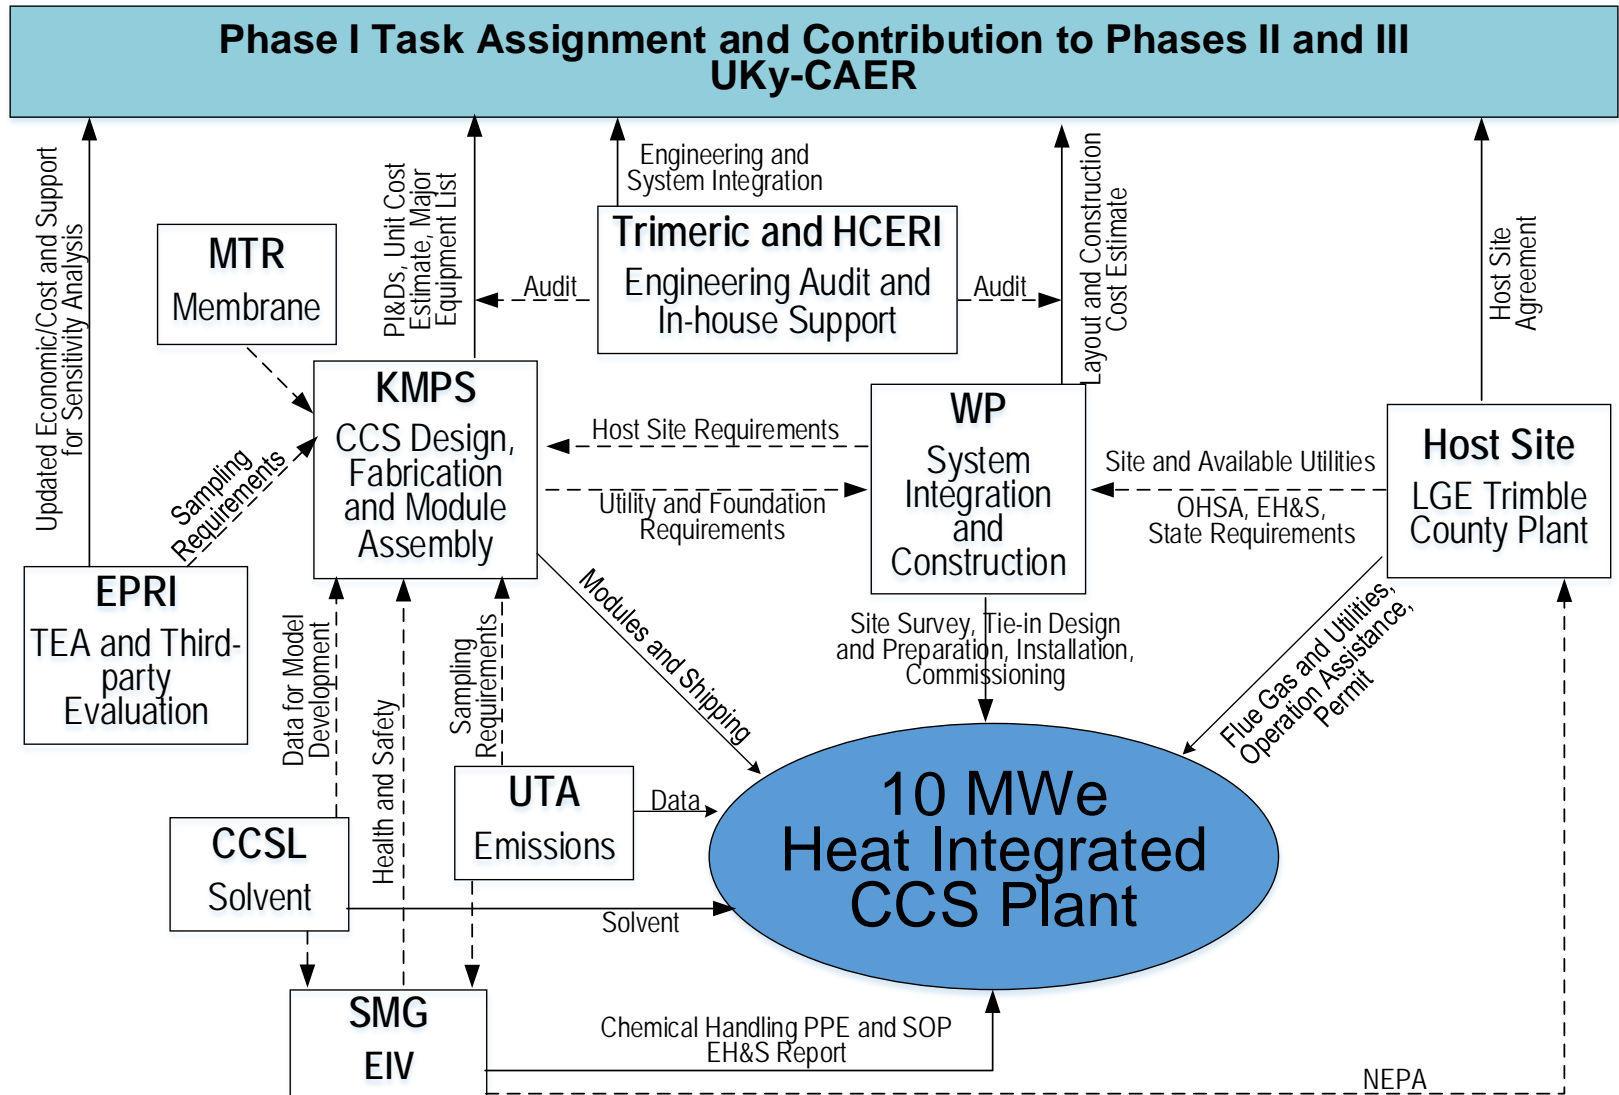 Phase I Task Assignment and Contribution to Phases II and III
UKy-CAER
Updated Economic/Cost and Support
for Sensitivity Analysis
PI&Ds, Unit Cost
Estimate, Major
Equipment List
Engineering and
System Integration
Layout and Construction
Cost Estimate
Host Site
Agreement
MTR
Membrane
Trimeric and HCERI
Engineering Audit and
In-house Support
Audit
Audit
KMPS
CCS Design,
Fabrication
and Module
Assembly
Host Site Requirements
Utility and Foundation
Requirements
WP
System
Integration
and
Construction
Site and Available Utilities
OHSA, EH&S,
State Requirements
Host Site
LGE Trimble
County Plant
Sampling
Requirements
EPRI
TEA and Third-
party
Evaluation
Data for Model
Development
Health and Safety
Sampling
Requirements
Modules and Shipping
Site Survey, Tie-in Design
and Preparation, Installation,
Commissioning
Flue Gas and Utilities,
Operation Assistance,
Permit
UTA
Emissions
Data
CCSL
Solvent
Solvent
10 MWe
Heat Integrated
CCS Plant
SMG
EIV
Chemical Handling PPE and SOP
EH&S Report
NEPA